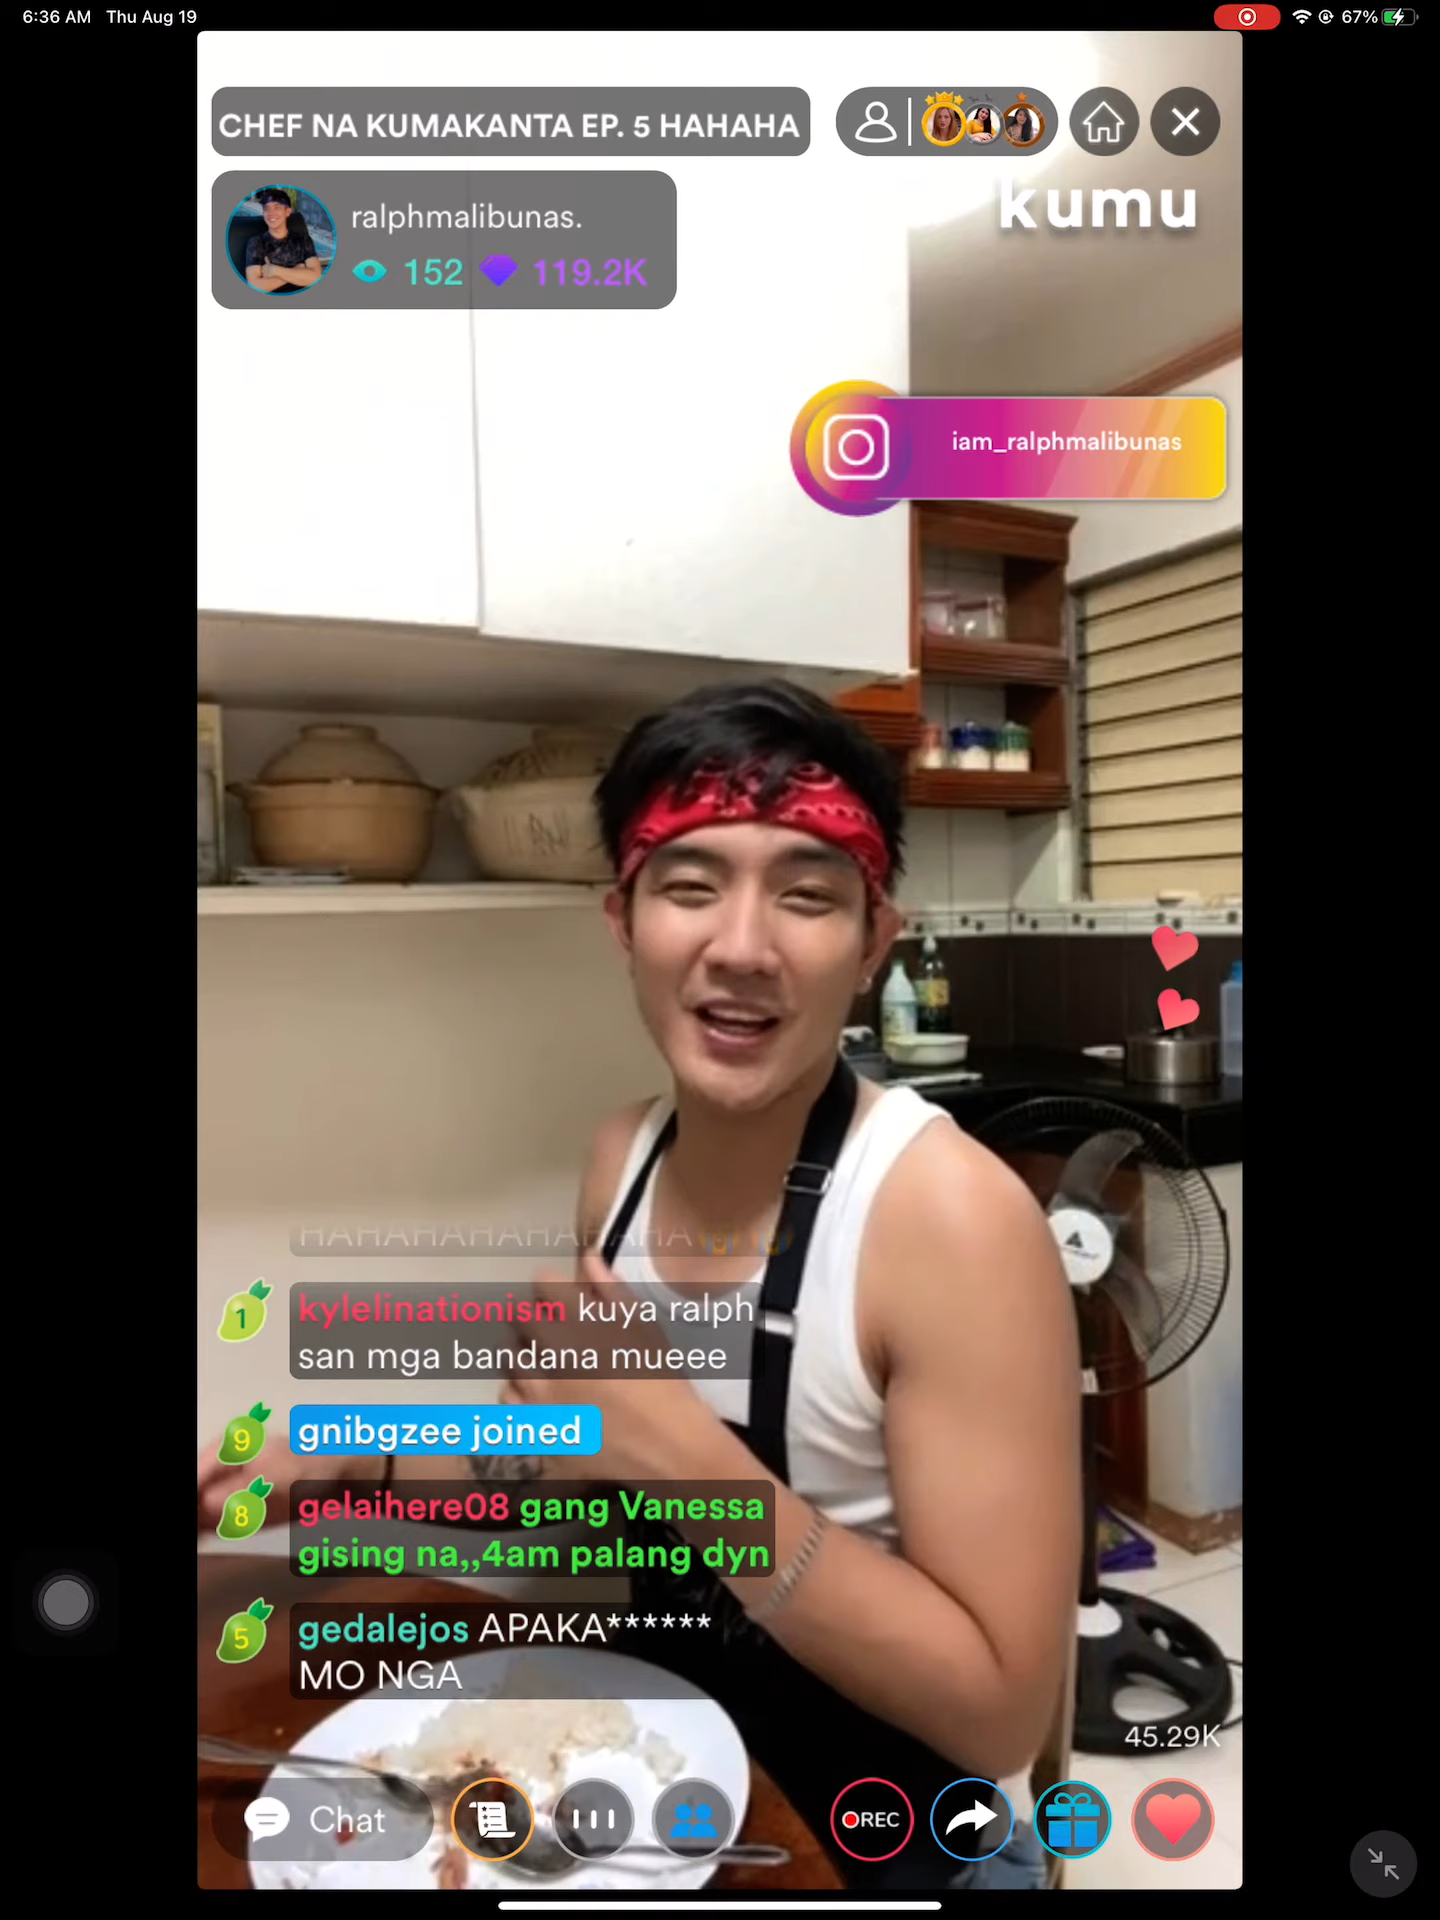 6:36 AM Thu Aug 19
67%
CHEF NA KUMAKANTA EP. 5 HAHAHA
kumu
ralphmalibunas.
152 119.2K
iam_ralphmalibunas
HAHAHAHAHAHAHA
1 kylelinationism kuya ralph
san mga bandana mueee
9 gnibgzee joined
8 gelaihere08 gang Vanessa
gising na,,4am palang dyn
5 gedalejos APAKA******
MO NGA
45.29K
Chat
REC